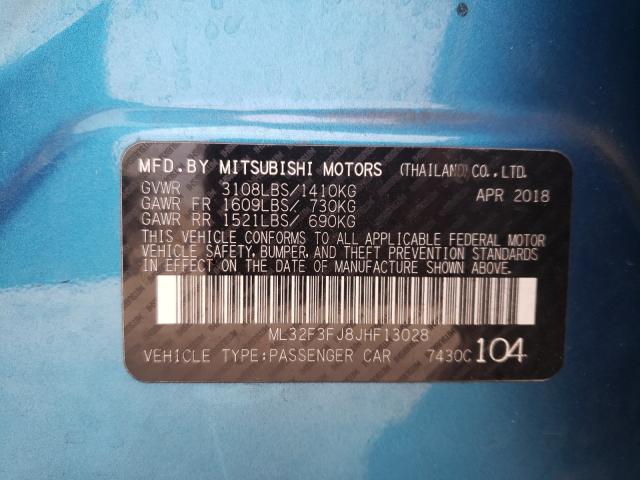 MFD. BY MITSUBISHI MOTORS (THAILAND) CO., LTD.
GVWR 3108LBS/1410KG APR 2018
GAWR FR 1609LBS/ 730KG
GAWR RR 1521LBS/ 690KG
THIS VEHICLE CONFORMS TO ALL APPLICABLE FEDERAL MOTOR
VEHICLE SAFETY, BUMPER, AND THEFT PREVENTION STANDARDS
IN EFFECT ON THE DATE OF MANUFACTURE SHOWN ABOVE.
ML32F3FJ8JHF13028
VEHICLE TYPE:PASSENGER CAR 7430C 104